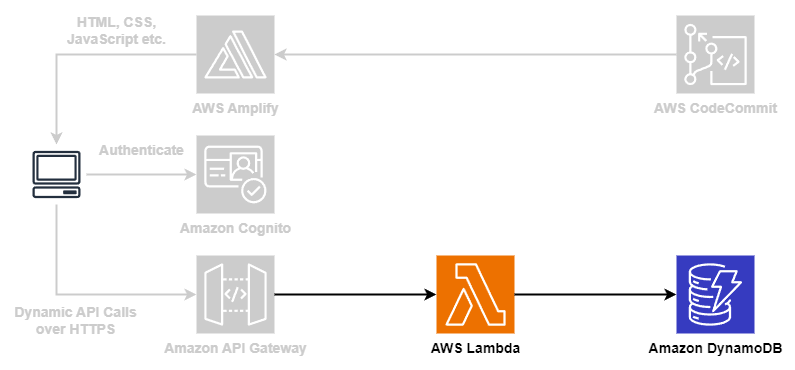 HTML, CSS,
JavaScript etc.
AWS Amplify
AWS CodeCommit
Authenticate
Amazon Cognito
Dynamic API Calls
over HTTPS
Amazon API Gateway
AWS Lambda
Amazon DynamoDB